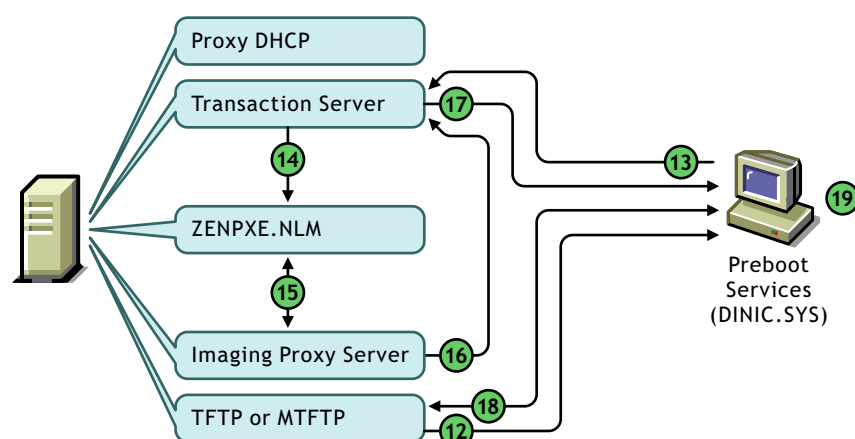 Proxy DHCP
Transaction Server
17
13
14
19
ZENPXE.NLM
Preboot
Services
(DINIC.SYS)
15
Imaging Proxy Server
16
18
TFTP or MTFTP
12